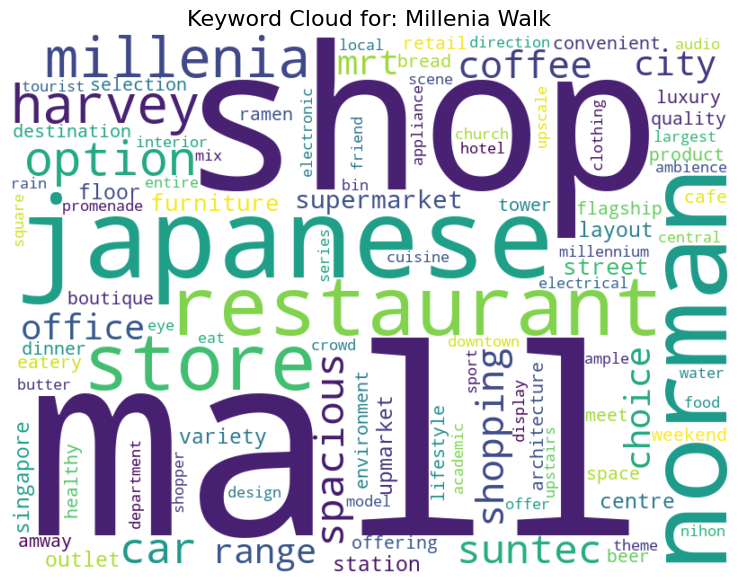 Keyword Cloud for: Millenia Walk
millenia
local
retail
direction
convenient
audio
mrt
bread
coffee
city
tourist
selection
scene
harvey
shop
ramen
electronic
friend
appliance
church
hotel
upscale
clothing
luxury
quality
largest
product
destination
interior
mix
option
ambience
rain
floor
entire
bin
supermarket
tower
flagship
cafe
square
promenade
furniture
layout
central
japanese
series
cuisine
millennium
street
electrical
norman
boutique
restaurant
office
eye
eat
crowd
downtown
dinner
store
eatery
butter
mall
spacious
shopping
sport
display
architecture
ample
choice
water
food
meet
weekend
environment
upmarket
lifestyle
academic
upstairs
variety
singapore
healthy
department
shopper
design
model
offer
space
centre
offering
amway
outlet
car
range
station
suntec
theme
beer
nihon